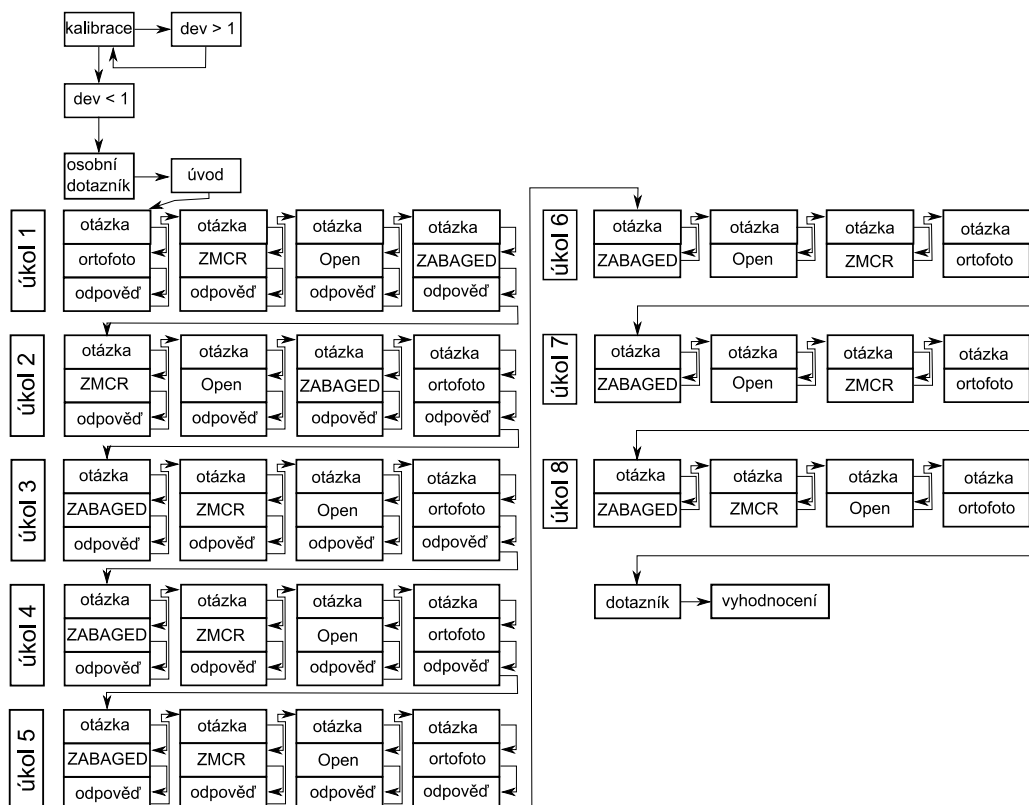 kalibrace
dev > 1
dev < 1
osobní
dotazník
úvod
úkol 1
otázka
ortofoto
odpověď
otázka
ZMCR
odpověď
otázka
Open
odpověď
otázka
ZABAGED
odpověď
úkol 2
otázka
ZMCR
odpověď
otázka
Open
odpověď
otázka
ZABAGED
odpověď
otázka
ortofoto
odpověď
úkol 3
otázka
ZABAGED
odpověď
otázka
ZMCR
odpověď
otázka
Open
odpověď
otázka
ortofoto
odpověď
úkol 4
otázka
ZABAGED
odpověď
otázka
ZMCR
odpověď
otázka
Open
odpověď
otázka
ortofoto
odpověď
úkol 5
otázka
ZABAGED
odpověď
otázka
ZMCR
odpověď
otázka
Open
odpověď
otázka
ortofoto
odpověď
úkol 6
otázka
ZABAGED
otázka
Open
otázka
ZMCR
otázka
ortofoto
úkol 7
otázka
ZABAGED
otázka
Open
otázka
ZMCR
otázka
ortofoto
úkol 8
otázka
ZABAGED
otázka
ZMCR
otázka
Open
otázka
ortofoto
dotazník
vyhodnocení